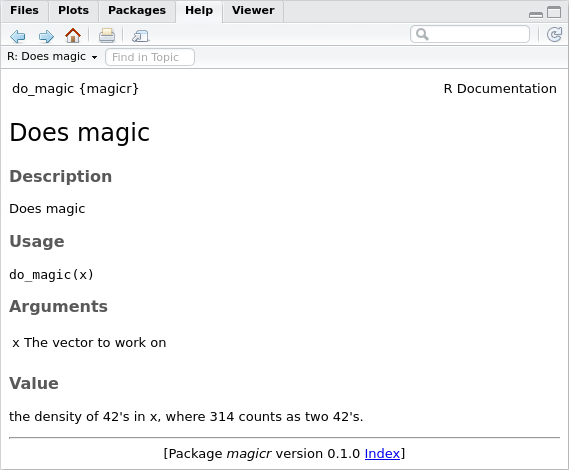 Files Plots Packages Help Viewer
R: Does magic Find in Topic
do_magic {magicr} R Documentation
Does magic
Description
Does magic
Usage
do_magic(x)
Arguments
x The vector to work on
Value
the density of 42's in x, where 314 counts as two 42's.
[Package magicr version 0.1.0 Index]